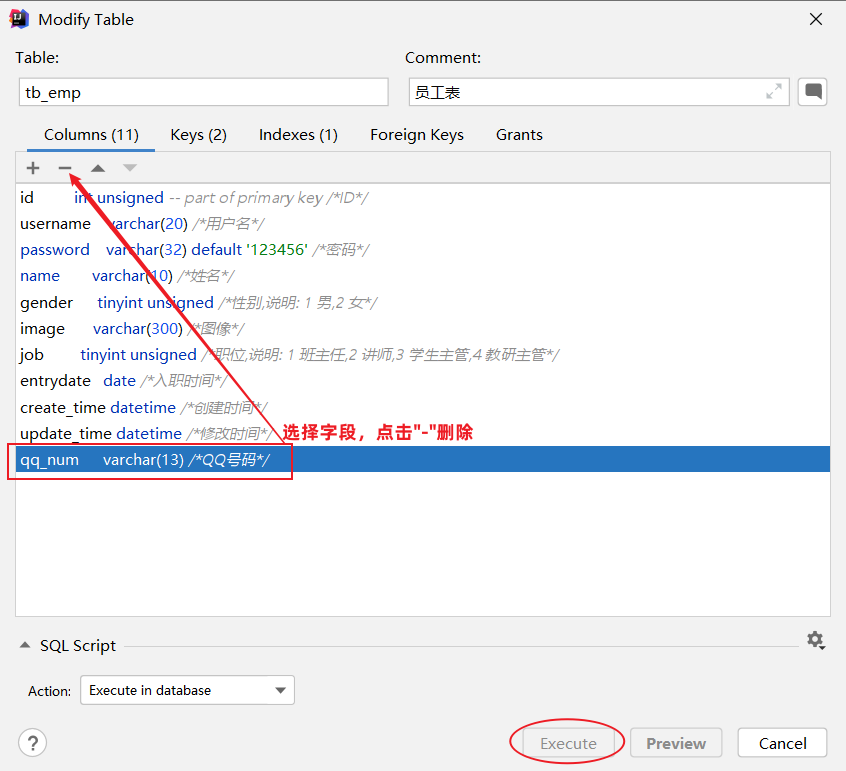 Modify Table
Table:
Comment:
tb_emp
员工表
Columns (11) Keys (2) Indexes (1) Foreign Keys Grants
id int unsigned -- part of primary key /*ID*/
username varchar(20) /*用户名*/
password varchar(32) default '123456' /*密码*/
name varchar(10) /*姓名*/
gender tinyint unsigned /*性别,说明: 1 男,2 女*/
image varchar(300) /*图像*/
job tinyint unsigned /*职位,说明: 1 班主任,2 讲师,3 学生主管,4 教研主管*/
entrydate date /*入职时间*/
create_time datetime /*创建时间*/
update_time datetime /*修改时间*/
选择字段，点击"-"删除
qq_num varchar(13) /*QQ号码*/
SQL Script
Action: Execute in database
? Execute Preview Cancel